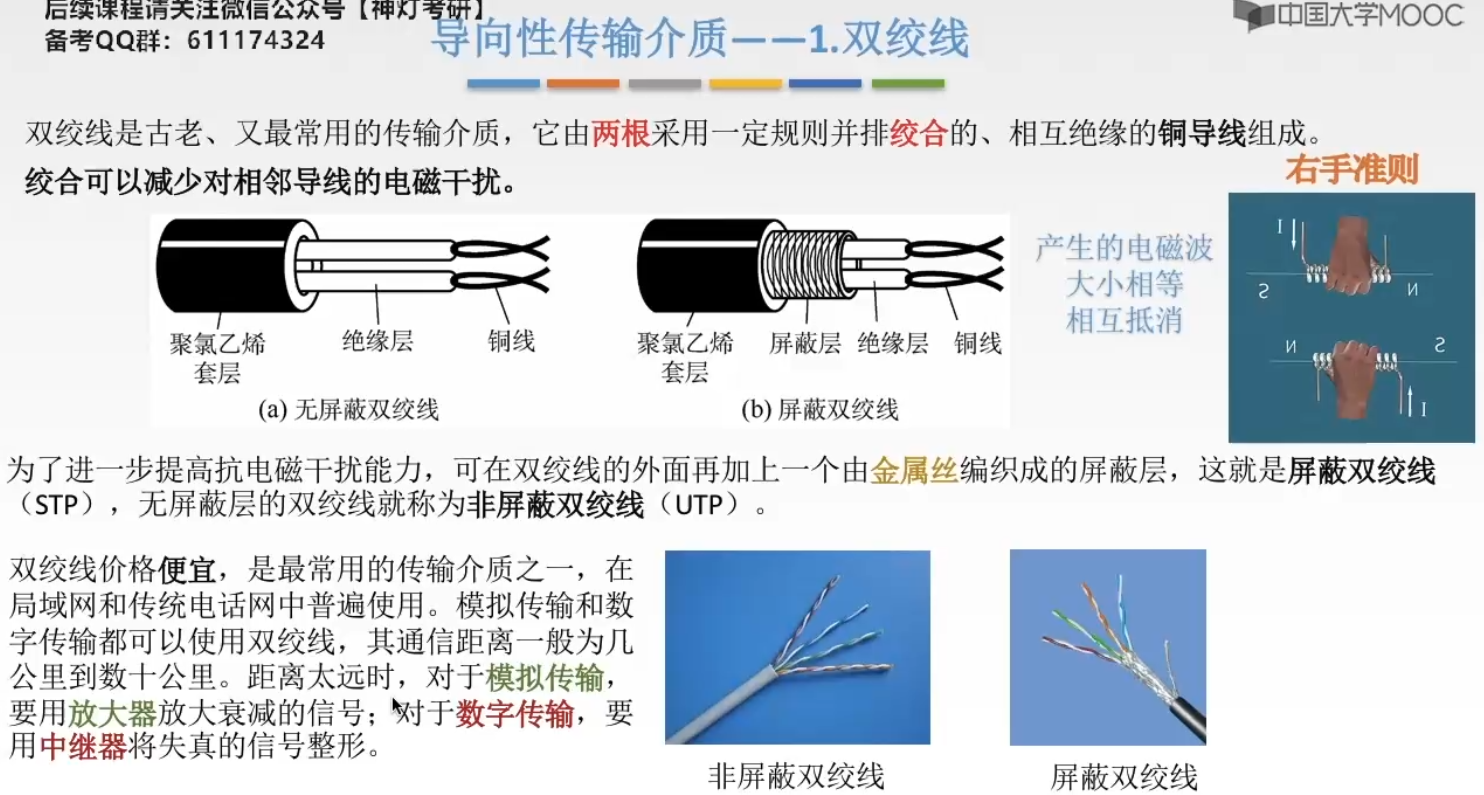 后续课程请关注微信公众号【神灯考研】
备考QQ群：611174324
中国大学MOOC
导向性传输介质——1.双绞线
双绞线是古老、又最常用的传输介质，它由两根采用一定规则并排绞合的、相互绝缘的铜导线组成。
绞合可以减少对相邻导线的电磁干扰。
右手准则
产生的电磁波
大小相等
相互抵消
I
S
N
N
S
I
聚氯乙烯
套层
绝缘层
铜线
(a) 无屏蔽双绞线
聚氯乙烯
套层
屏蔽层
绝缘层
铜线
(b) 屏蔽双绞线
为了进一步提高抗电磁干扰能力，可在双绞线的外面再加上一个由金属丝编织成的屏蔽层，这就是屏蔽双绞线
（STP），无屏蔽层的双绞线就称为非屏蔽双绞线（UTP）。
双绞线价格便宜，是最常用的传输介质之一，在
局域网和传统电话网中普遍使用。模拟传输和数
字传输都可以使用双绞线，其通信距离一般为几
公里到数十公里。距离太远时，对于模拟传输，
要用放大器放大衰减的信号；对于数字传输，要
用中继器将失真的信号整形。
非屏蔽双绞线
屏蔽双绞线